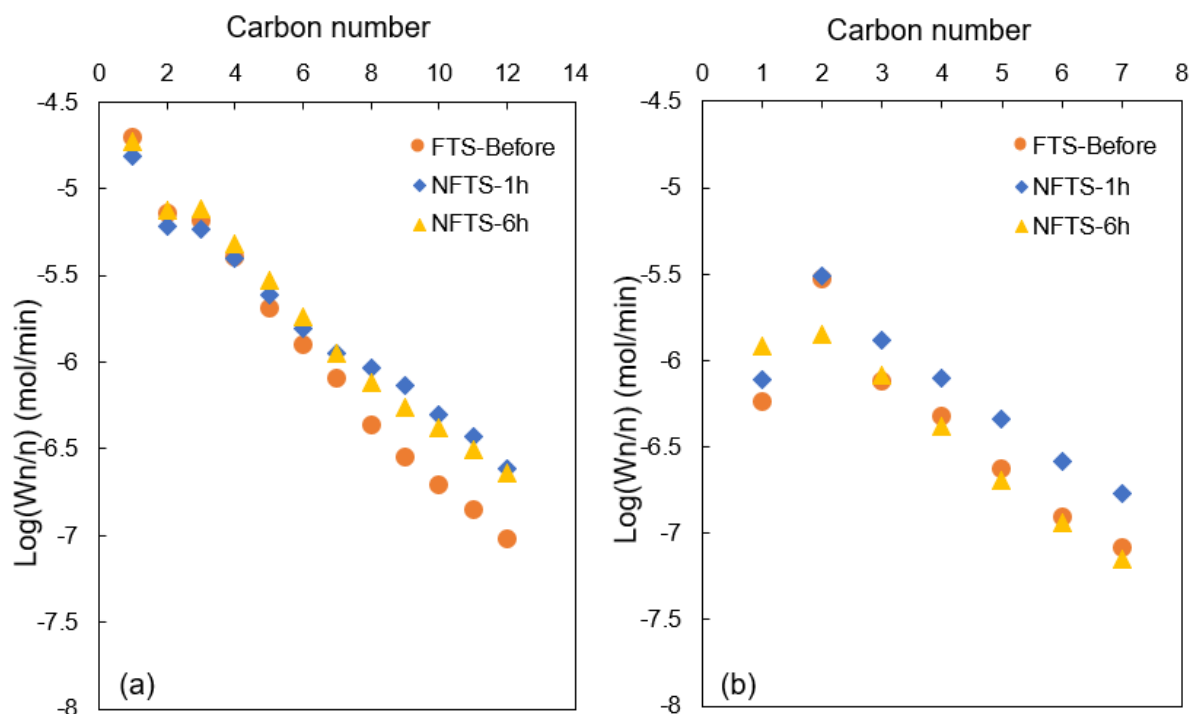 Carbon number
0 2 4 6 8 10 12 14
-4.5
-5
-5.5
-6
-6.5
-7
-7.5
-8
Log(Wn/n) (mol/min)
FTS-Before
NFTS-1h
NFTS-6h
(a)
Carbon number
0 1 2 3 4 5 6 7 8
-4.5
-5
-5.5
-6
-6.5
-7
-7.5
-8
Log(Wn/n) (mol/min)
FTS-Before
NFTS-1h
NFTS-6h
(b)